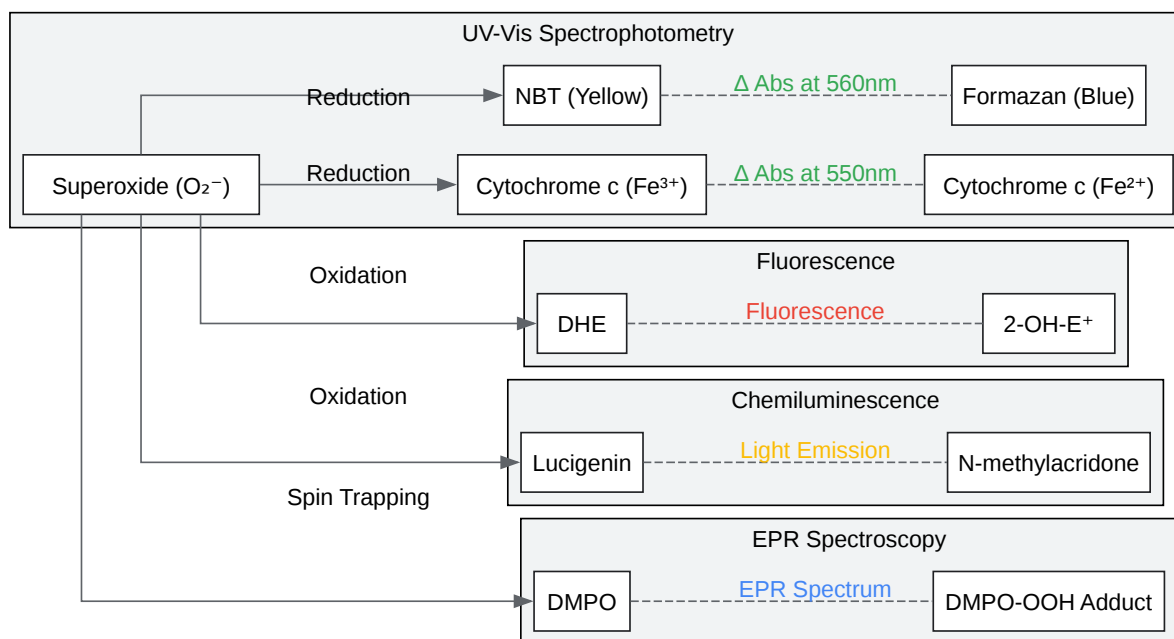 UV-Vis Spectrophotometry
Reduction
NBT (Yellow)
Δ Abs at 560nm
Formazan (Blue)
Superoxide (O₂⁻)
Reduction
Cytochrome c (Fe³⁺)
Δ Abs at 550nm
Cytochrome c (Fe²⁺)
Oxidation
Fluorescence
DHE
Fluorescence
2-OH-E⁺
Oxidation
Chemiluminescence
Lucigenin
Light Emission
N-methylacridone
Spin Trapping
EPR Spectroscopy
DMPO
EPR Spectrum
DMPO-OOH Adduct